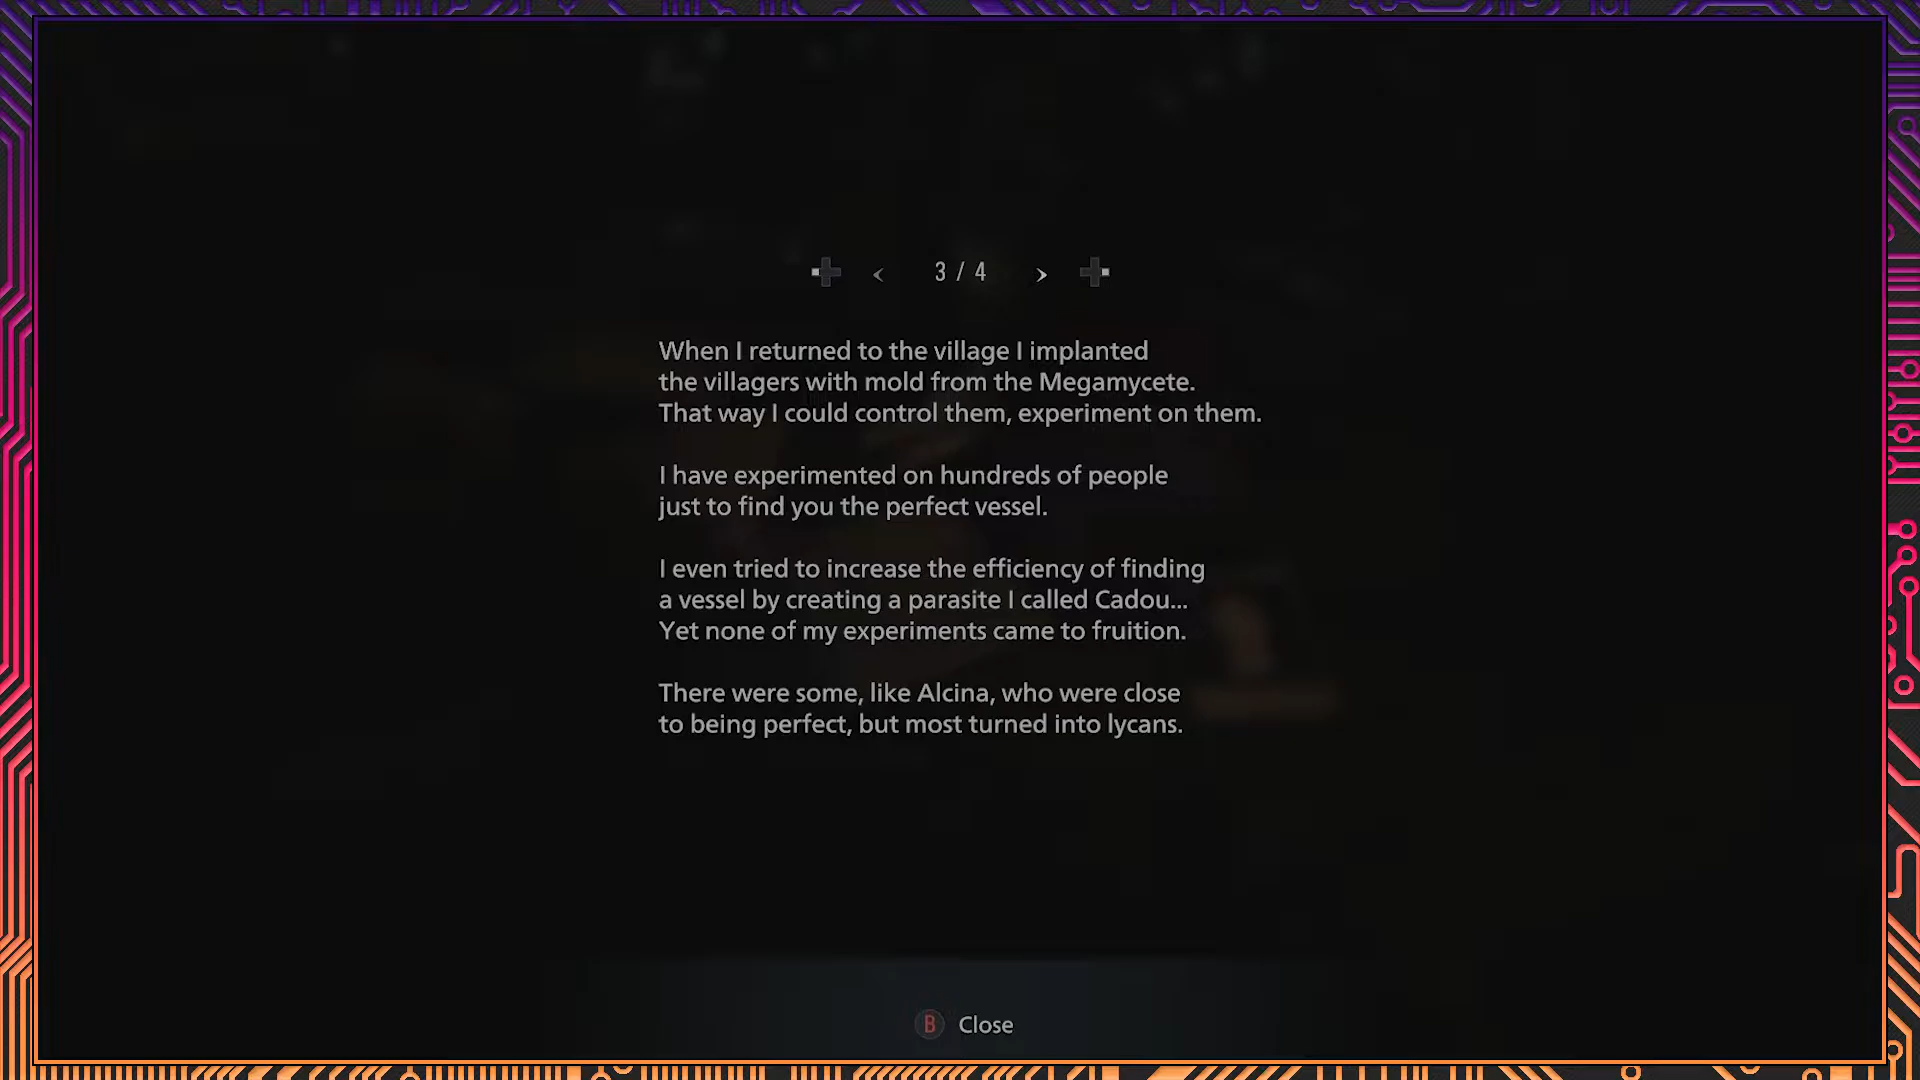 < 3 / 4 >
When I returned to the village I implanted
the villagers with mold from the Megamycete.
That way I could control them, experiment on them.
I have experimented on hundreds of people
just to find you the perfect vessel.
I even tried to increase the efficiency of finding
a vessel by creating a parasite I called Cadou...
Yet none of my experiments came to fruition.
There were some, like Alcina, who were close
to being perfect, but most turned into lycans.
B Close